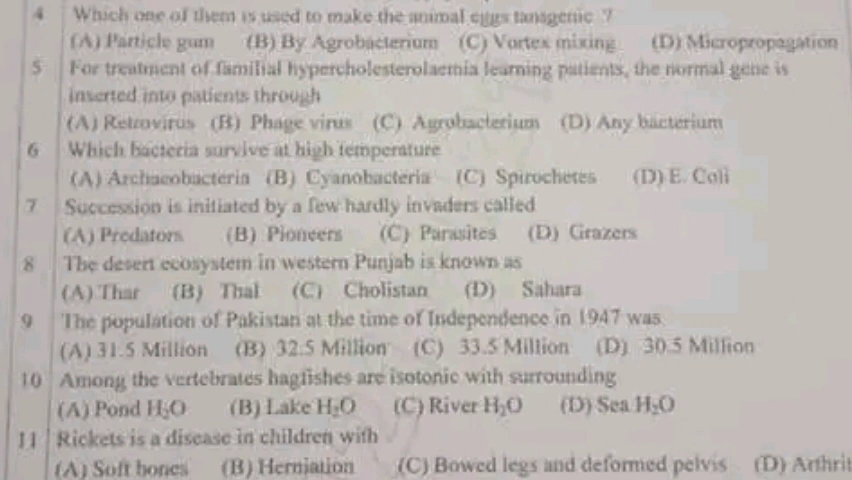 4 Which one of them is used to make the animal eggs tansgenic ?
(A) Particle gum (B) By Agrobacterium (C) Vortex mixing (D) Micropropagation
5 For treatment of familial hypercholesterolaemia learning patients, the normal gene is
inserted into patients through
(A) Retrovirus (B) Phage virus (C) Agrobacterium (D) Any bacterium
6 Which bacteria survive at high temperature
(A) Archaeobacteria (B) Cyanobacteria (C) Spirochetes (D) E. Coli
7 Succession is initiated by a few hardly invaders called
(A) Predators (B) Pioneers (C) Parasites (D) Grazers
8 The desert ecosystem in western Punjab is known as
(A) Thar (B) Thal (C) Cholistan (D) Sahara
9 The population of Pakistan at the time of Independence in 1947 was
(A) 31.5 Million (B) 32.5 Million (C) 33.5 Million (D) 30.5 Million
10 Among the vertebrates hagfishes are isotonic with surrounding
(A) Pond H₂O (B) Lake H₂O (C) River H₂O (D) Sea H₂O
11 Rickets is a disease in children with
(A) Soft bones (B) Herniation (C) Bowed legs and deformed pelvis (D) Arthrit